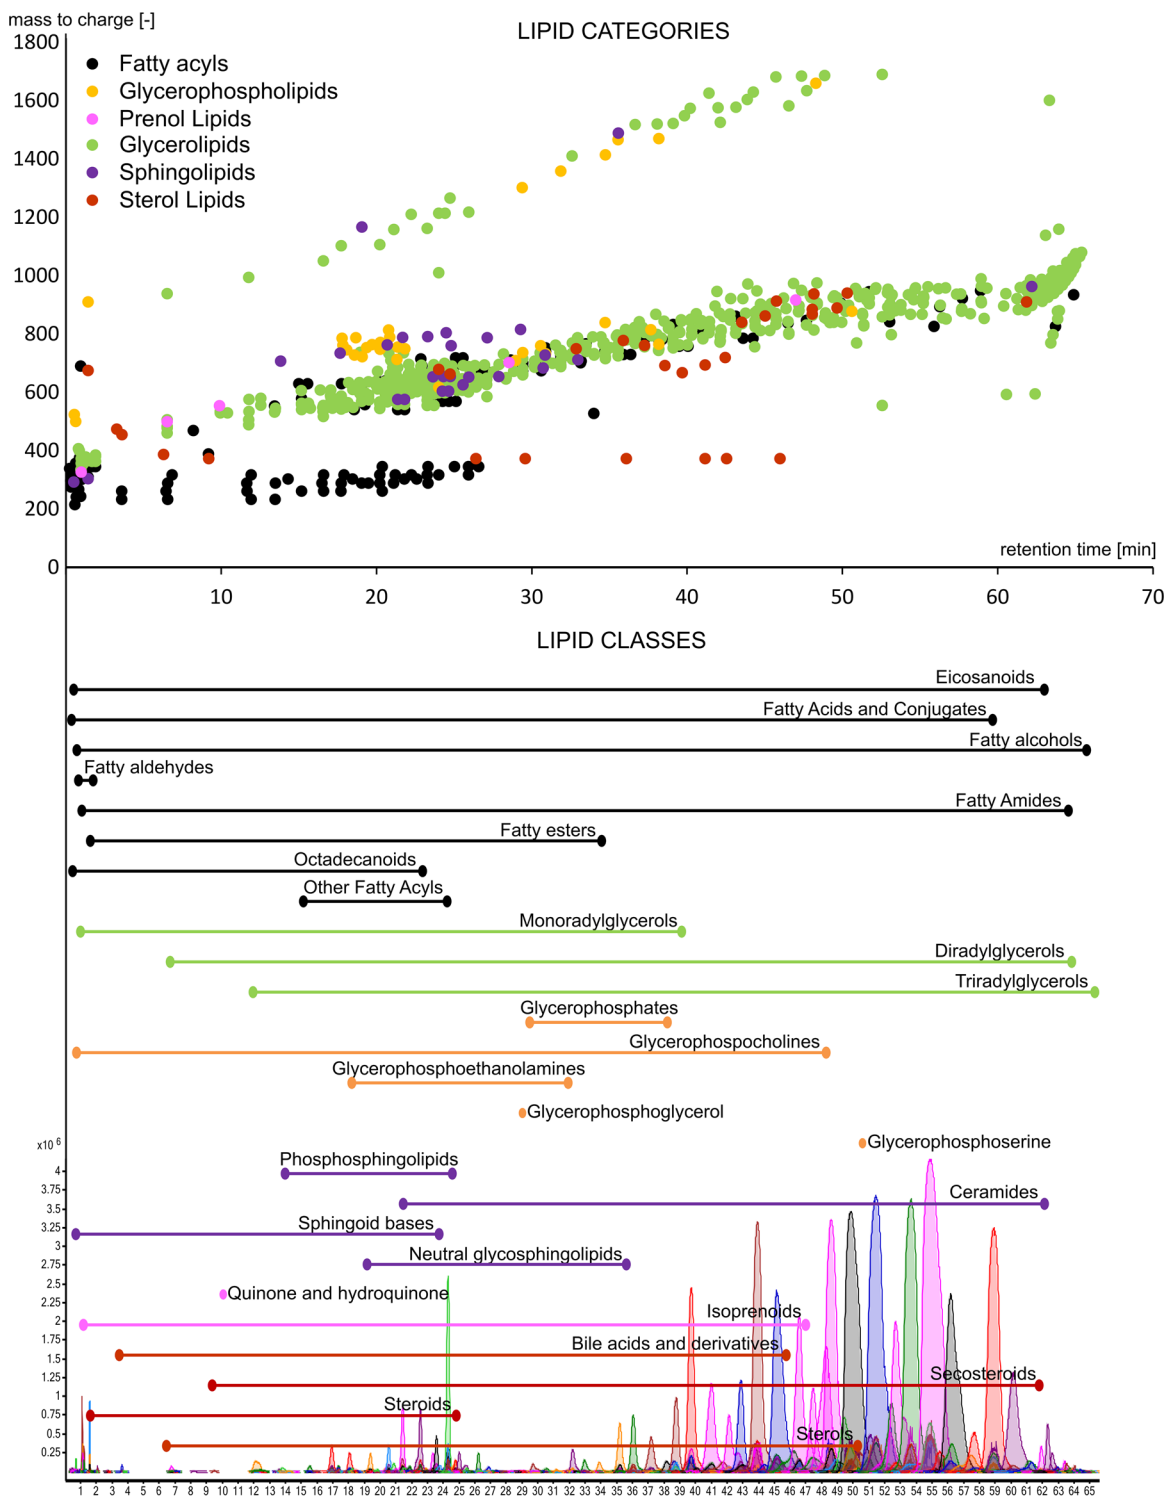 mass to charge [-]
LIPID CATEGORIES
1800
1600
1400
1200
1000
800
600
400
200
0
Fatty acyls
Glycerophospholipids
Prenol Lipids
Glycerolipids
Sphingolipids
Sterol Lipids
retention time [min]
10 20 30 40 50 60 70
LIPID CLASSES
Eicosanoids
Fatty Acids and Conjugates
Fatty alcohols
Fatty aldehydes
Fatty Amides
Fatty esters
Octadecanoids
Other Fatty Acyls
Monoradylglycerols
Diradylglycerols
Triradylglycerols
Glycerophosphates
Glycerophospocholines
Glycerophosphoethanolamines
Glycerophosphoglycerol
Glycerophosphoserine
Phosphosphingolipids
Ceramides
Sphingoid bases
Neutral glycosphingolipids
Quinone and hydroquinone
Isoprenoids
Bile acids and derivatives
Secosteroids
Steroids
Sterols
x10 6
4
3.75
3.5
3.25
3
2.75
2.5
2.25
2
1.75
1.5
1.25
1
0.75
0.5
0.25
1 2 3 4 5 6 7 8 9 10 11 12 13 14 15 16 17 18 19 20 21 22 23 24 25 26 27 28 29 30 31 32 33 34 35 36 37 38 39 40 41 42 43 44 45 46 47 48 49 50 51 52 53 54 55 56 57 58 59 60 61 62 63 64 65